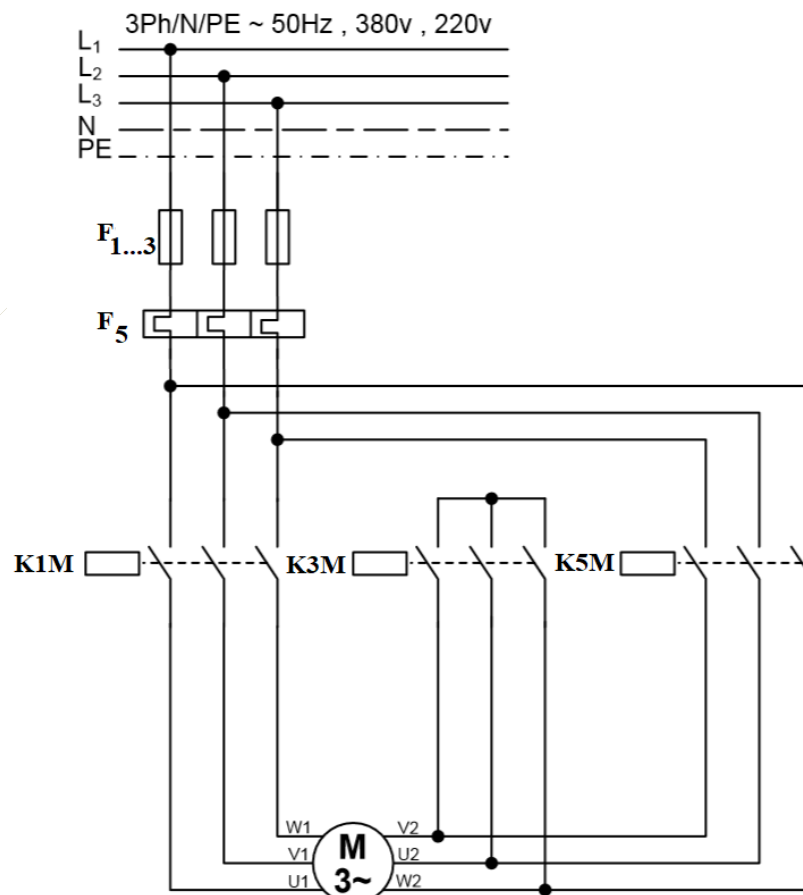 3Ph/N/PE ~ 50Hz , 380v , 220v
L1
L2
L3
N
PE
F1...3
F5
K1M
K3M
K5M
W1
V2
M
V1
U2
3~
U1
W2